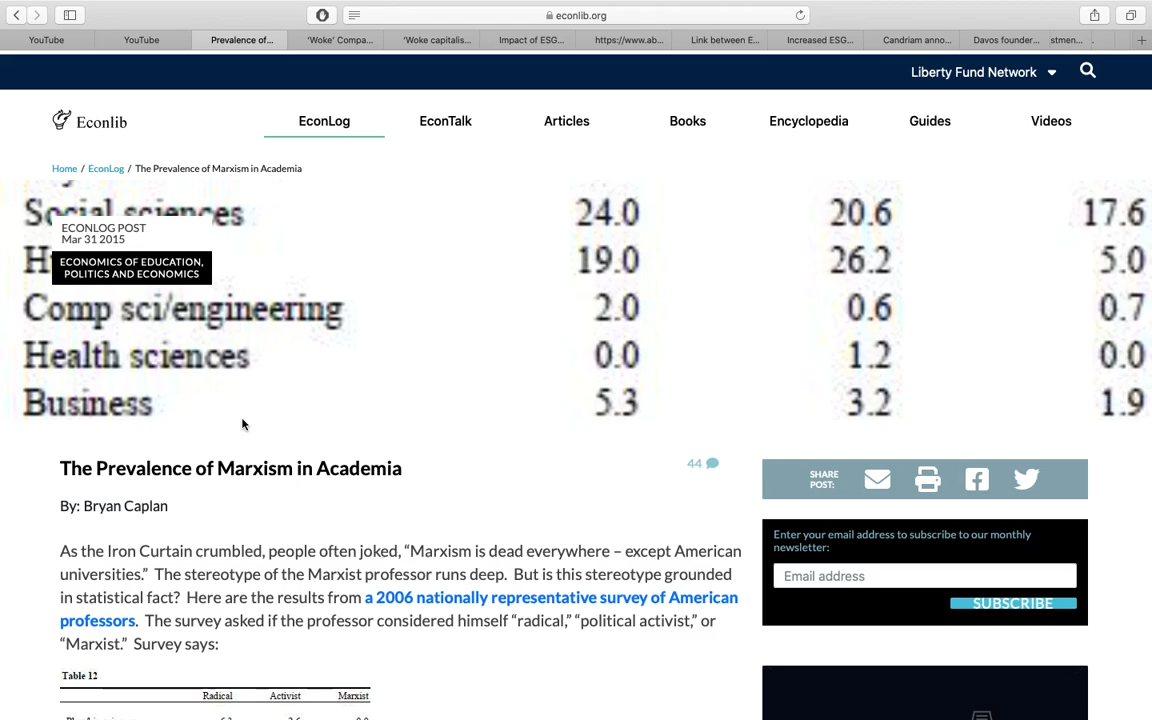 econlib.org
YouTube
YouTube
Prevalence of...
'Woke' Compa...
'Woke capitalis...
Impact of ESG...
https://www.ab...
Link between E...
Increased ESG...
Candriam anno...
Davos founder...
stmen...
Liberty Fund Network
Econlib
EconLog
EconTalk
Articles
Books
Encyclopedia
Guides
Videos
Home / EconLog / The Prevalence of Marxism in Academia
Social sciences 24.0 20.6 17.6
ECONLOG POST
Mar 31 2015
H 19.0 26.2 5.0
ECONOMICS OF EDUCATION,
POLITICS AND ECONOMICS
Comp sci/engineering 2.0 0.6 0.7
Health sciences 0.0 1.2 0.0
Business 5.3 3.2 1.9
The Prevalence of Marxism in Academia
44
By: Bryan Caplan
As the Iron Curtain crumbled, people often joked, “Marxism is dead everywhere – except American
universities.” The stereotype of the Marxist professor runs deep. But is this stereotype grounded
in statistical fact? Here are the results from a 2006 nationally representative survey of American
professors. The survey asked if the professor considered himself “radical,” “political activist,” or
“Marxist.” Survey says:
Table 12
Radical Activist Marxist
SHARE
POST:
Enter your email address to subscribe to our monthly
newsletter:
Email address
SUBSCRIBE